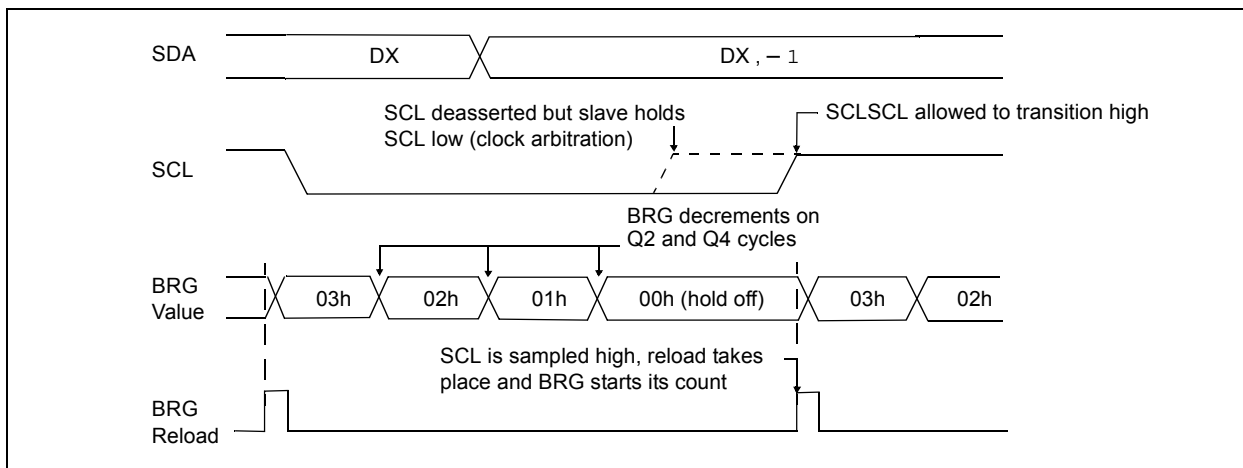 SDA
DX
DX , – 1
SCL deasserted but slave holds
SCL low (clock arbitration)
SCLSCL allowed to transition high
SCL
BRG decrements on
Q2 and Q4 cycles
BRG
Value
03h
02h
01h
00h (hold off)
03h
02h
SCL is sampled high, reload takes
place and BRG starts its count
BRG
Reload